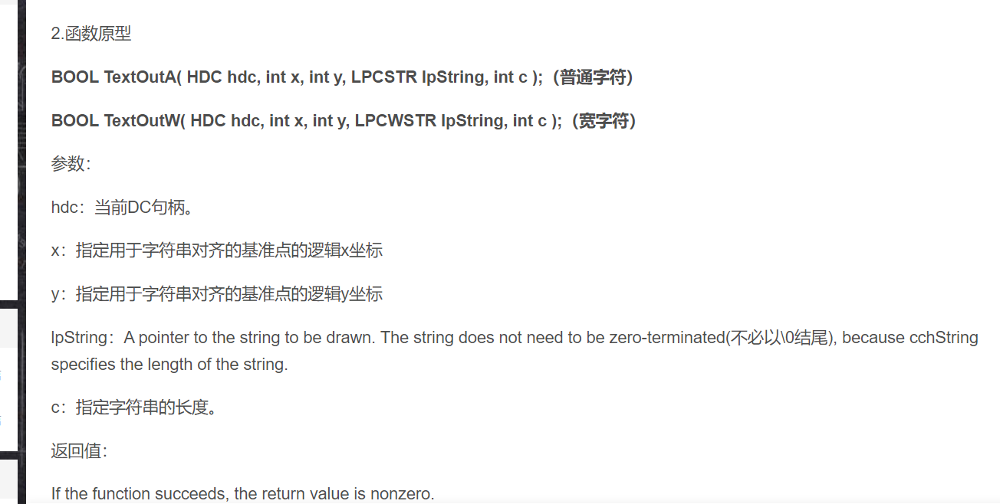 2.函数原型
BOOL TextOutA( HDC hdc, int x, int y, LPCSTR lpString, int c );（普通字符）
BOOL TextOutW( HDC hdc, int x, int y, LPCWSTR lpString, int c );（宽字符）
参数：
hdc：当前DC句柄。
x：指定用于字符串对齐的基准点的逻辑x坐标
y：指定用于字符串对齐的基准点的逻辑y坐标
lpString：A pointer to the string to be drawn. The string does not need to be zero-terminated(不必以\0结尾), because cchString
specifies the length of the string.
c：指定字符串的长度。
返回值：
If the function succeeds, the return value is nonzero.